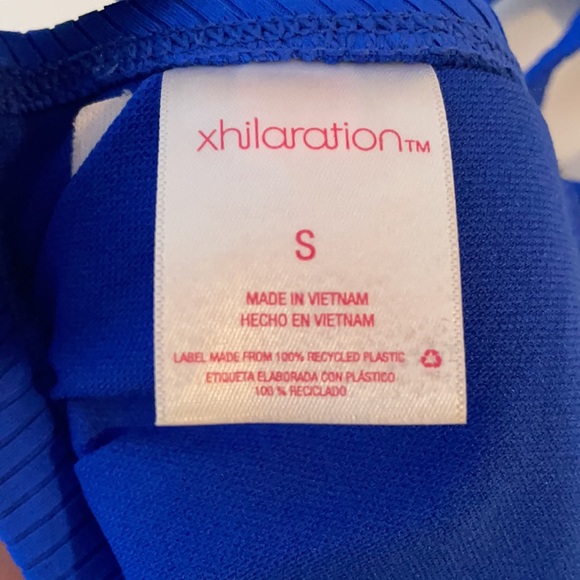 xhilaration™
S
MADE IN VIETNAM
HECHO EN VIETNAM
LABEL MADE FROM 100% RECYCLED PLASTIC
ETIQUETA ELABORADA CON PLÁSTICO
100 % RECICLADO